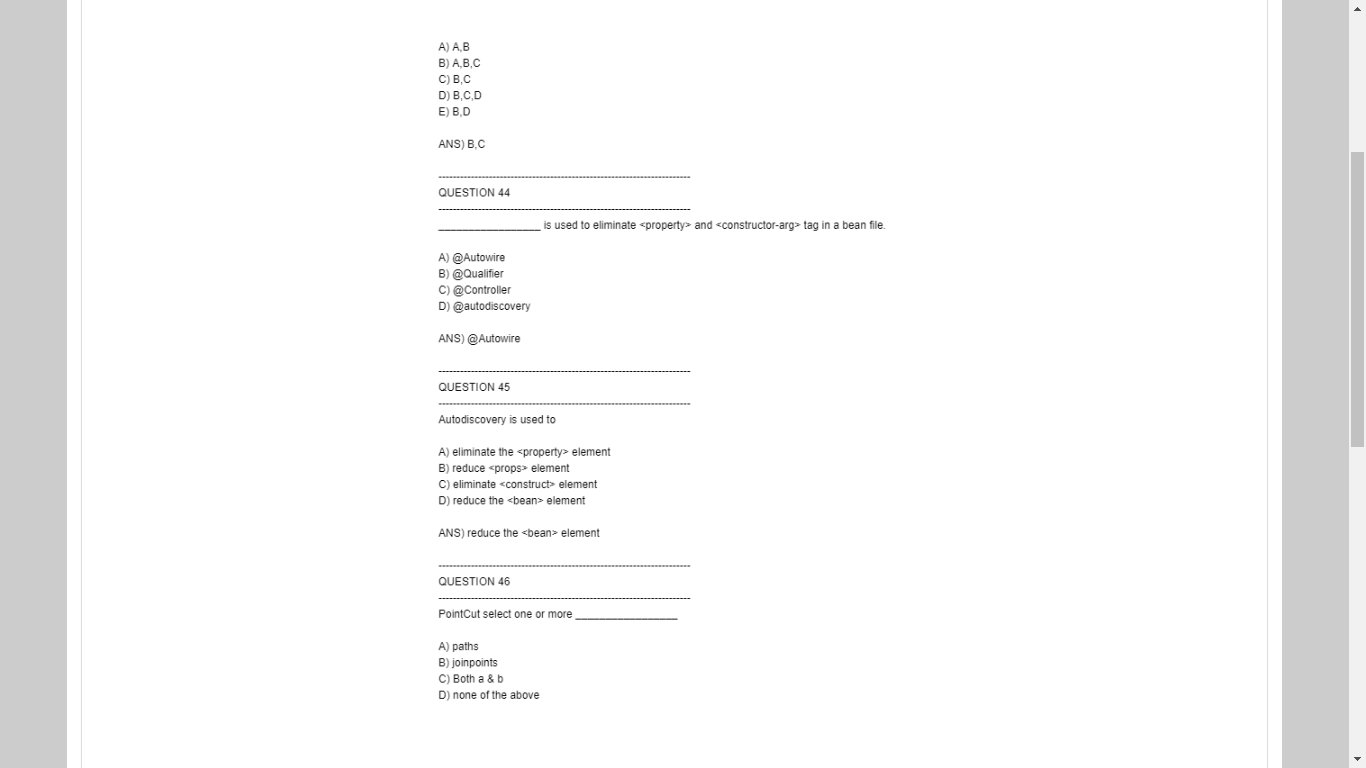 A) A,B
B) A,B,C
C) B,C
D) B,C,D
E) B,D
ANS) B,C
----------------------------------------------------------------------
QUESTION 44
----------------------------------------------------------------------
_________________ is used to eliminate <property> and <constructor-arg> tag in a bean file.
A) @Autowire
B) @Qualifier
C) @Controller
D) @autodiscovery
ANS) @Autowire
----------------------------------------------------------------------
QUESTION 45
----------------------------------------------------------------------
Autodiscovery is used to
A) eliminate the <property> element
B) reduce <props> element
C) eliminate <construct> element
D) reduce the <bean> element
ANS) reduce the <bean> element
----------------------------------------------------------------------
QUESTION 46
----------------------------------------------------------------------
PointCut select one or more _________________
A) paths
B) joinpoints
C) Both a & b
D) none of the above